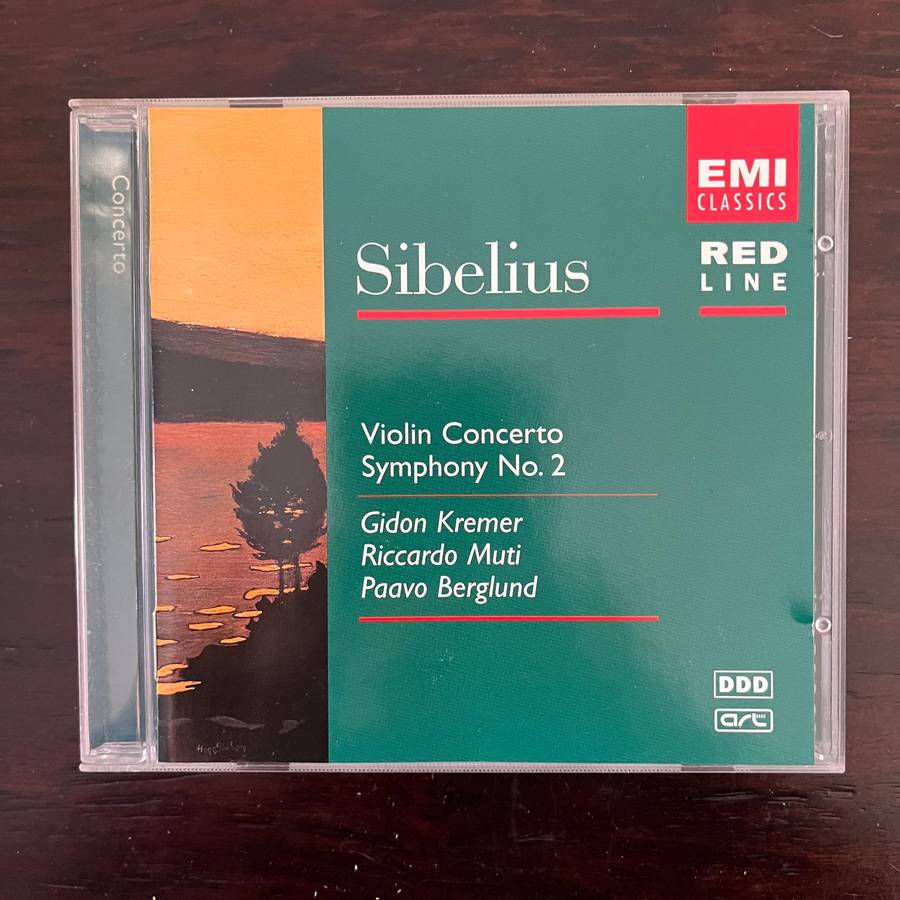 Concerto
EMI
CLASSICS
RED
LINE
Sibelius
Violin Concerto
Symphony No. 2
Gidon Kremer
Riccardo Muti
Paavo Berglund
DDD
art